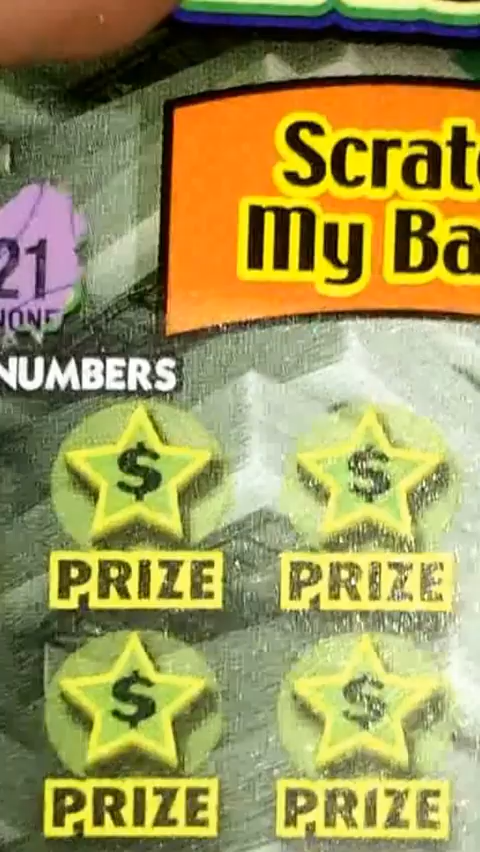 Scrat
My Ba
21
NUMBERS
$ $
PRIZE PRIZE
$ $
PRIZE PRIZE